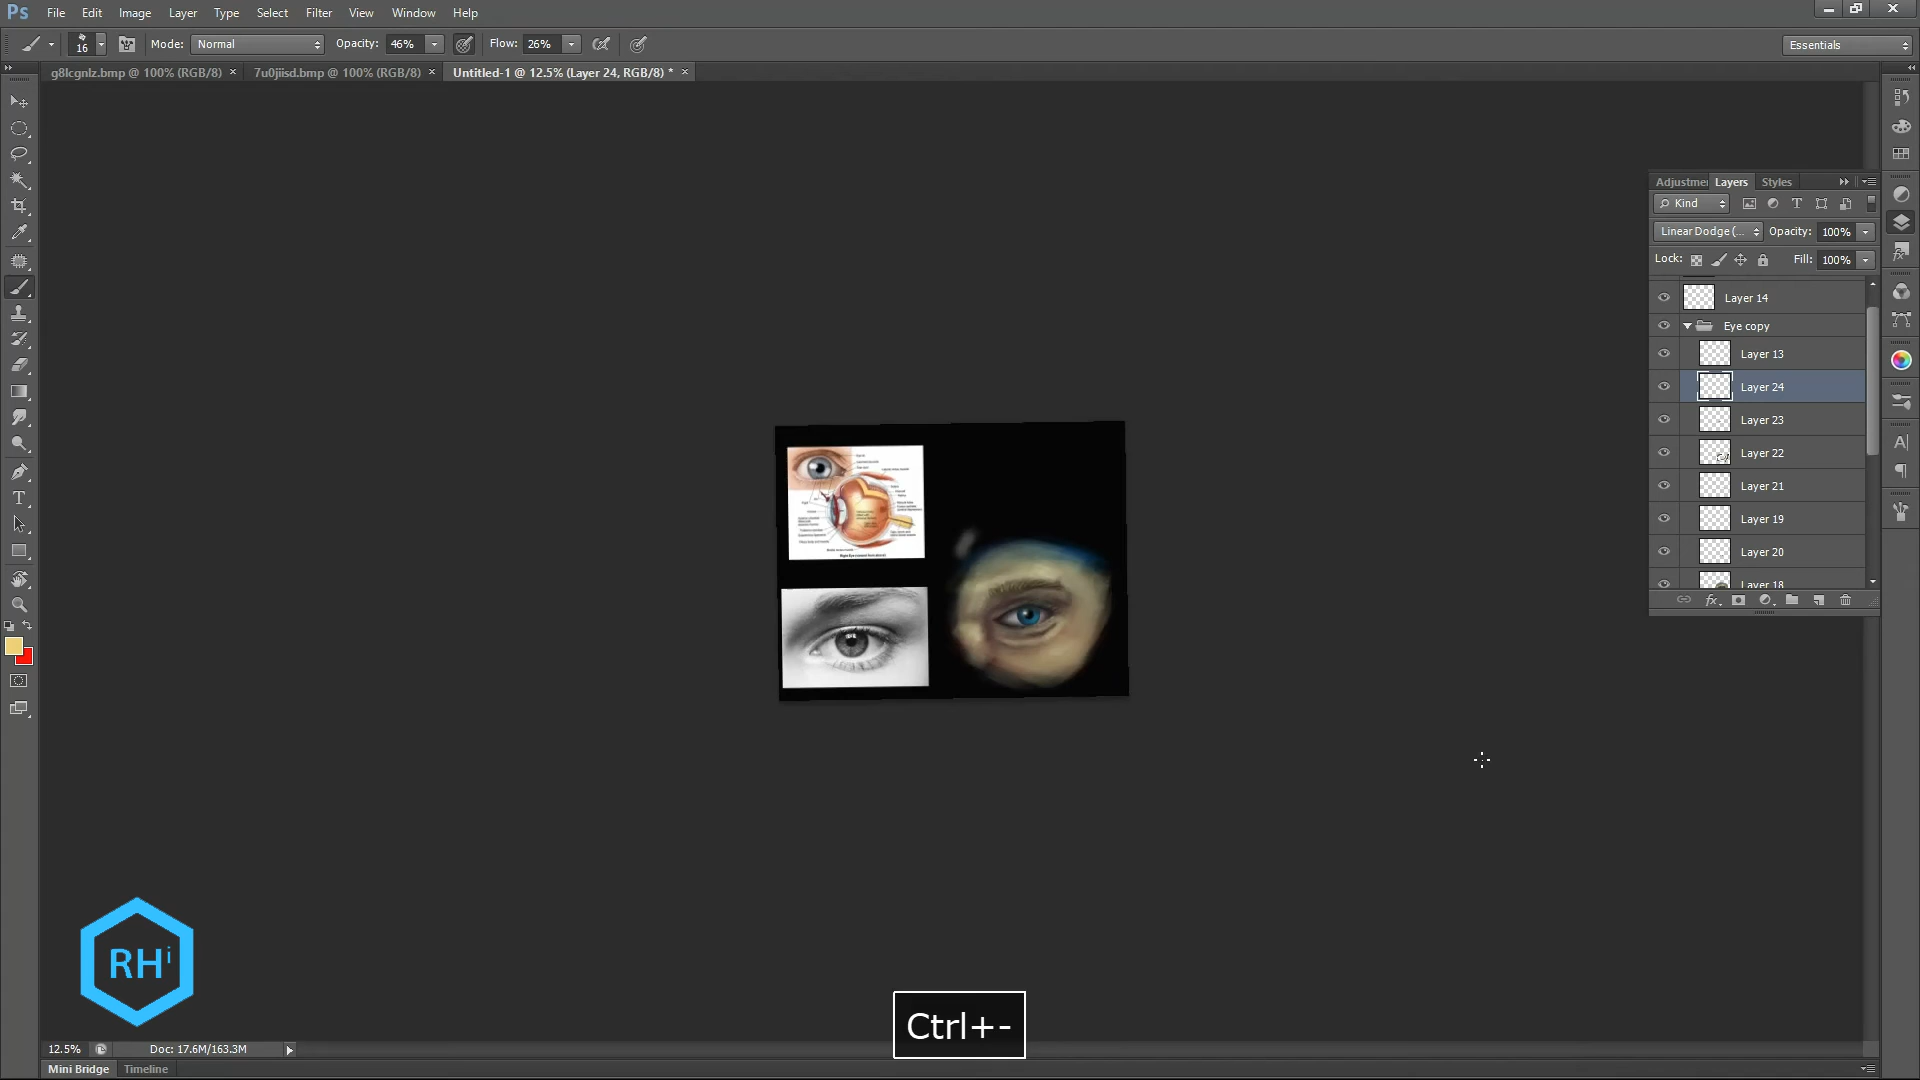 Ps File Edit Image Layer Type Select Filter View Window Help
16 Mode: Normal Opacity: 46% Flow: 26% Essentials
g8lcgnlz.bmp @ 100% (RGB/8) × 7u0jiisd.bmp @ 100% (RGB/8) × Untitled-1 @ 12.5% (Layer 24, RGB/8) * ×
Adjustmer Layers Styles
Kind
Linear Dodge (... Opacity: 100%
Lock: Fill: 100%
Layer 14
Eye copy
Layer 13
Layer 24
Layer 23
Layer 22
Layer 21
Layer 19
Layer 20
Layer 18
RHi
Ctrl+-
12.5% Doc: 17.6M/163.3M
Mini Bridge Timeline